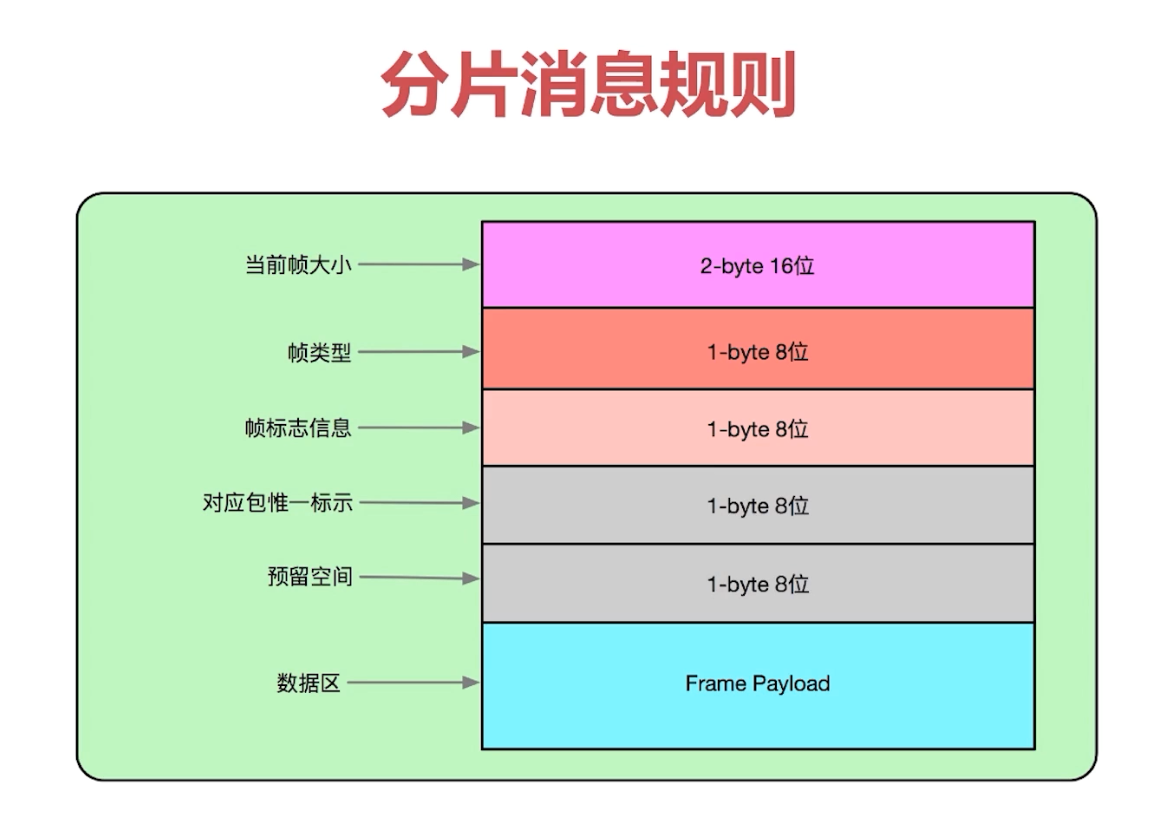 分片消息规则
当前帧大小
2-byte 16位
帧类型
1-byte 8位
帧标志信息
1-byte 8位
对应包惟一标示
1-byte 8位
预留空间
1-byte 8位
数据区
Frame Payload